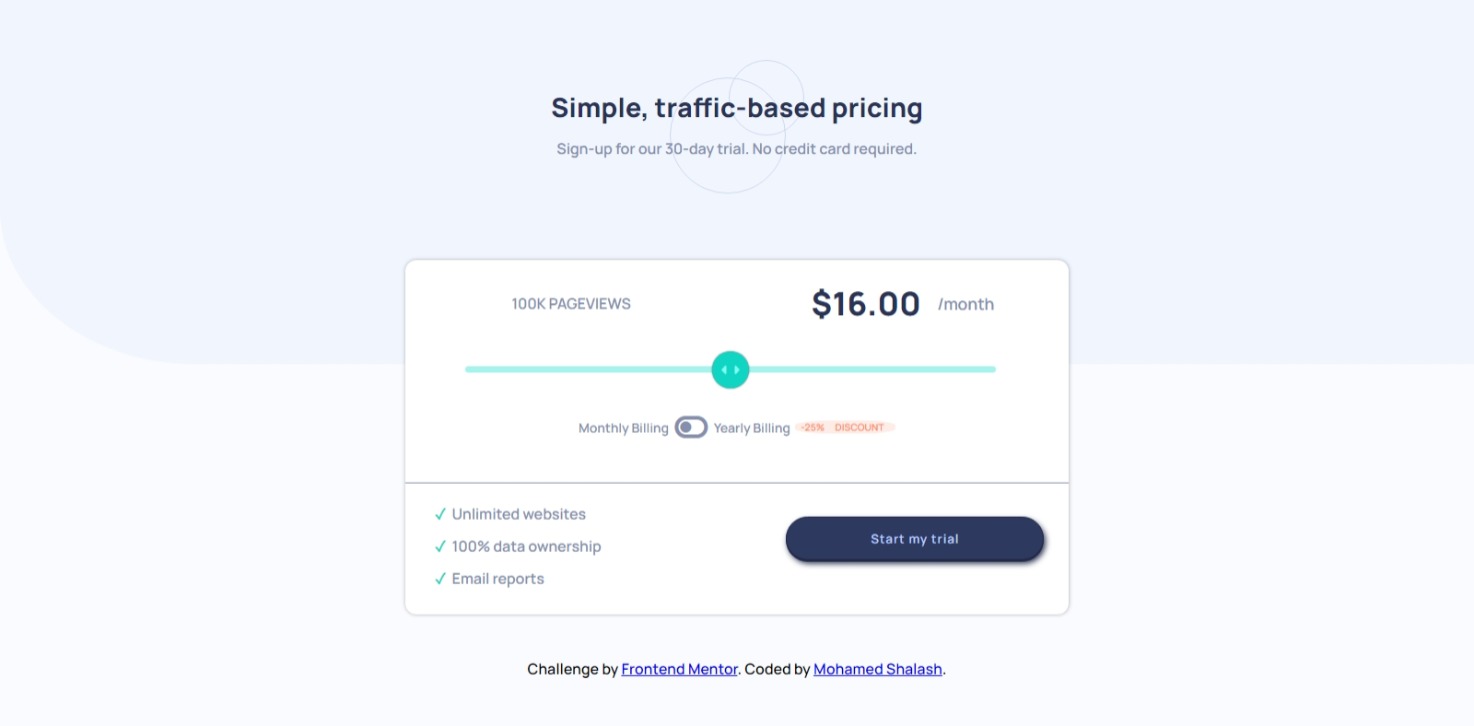 Simple, traffic-based pricing
Sign-up for our 30-day trial. No credit card required.
100K PAGEVIEWS
$16.00 /month
Monthly Billing Yearly Billing -25% DISCOUNT
✓ Unlimited websites
✓ 100% data ownership
✓ Email reports
Start my trial
Challenge by Frontend Mentor. Coded by Mohamed Shalash.